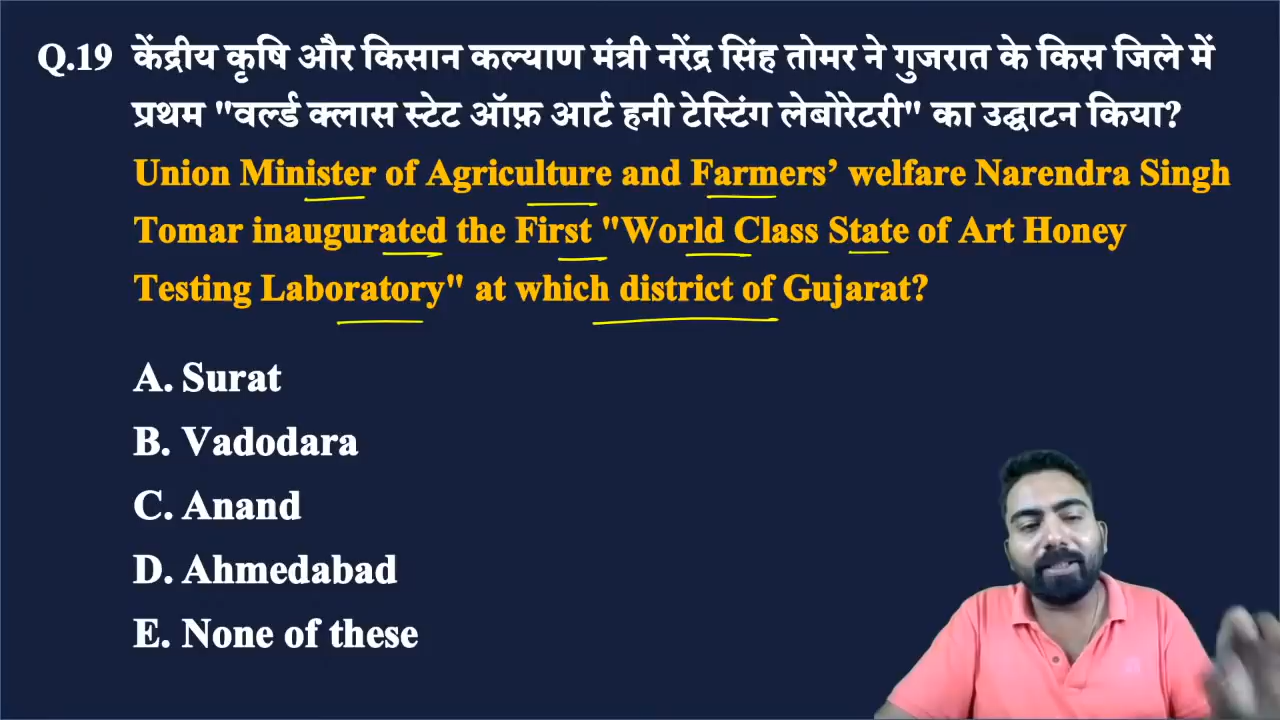 Q.19 केंद्रीय कृषि और किसान कल्याण मंत्री नरेंद्र सिंह तोमर ने गुजरात के किस जिले में
प्रथम "वर्ल्ड क्लास स्टेट ऑफ़ आर्ट हनी टेस्टिंग लेबोरेटरी" का उद्घाटन किया?
Union Minister of Agriculture and Farmers’ welfare Narendra Singh
Tomar inaugurated the First "World Class State of Art Honey
Testing Laboratory" at which district of Gujarat?
A. Surat
B. Vadodara
C. Anand
D. Ahmedabad
E. None of these